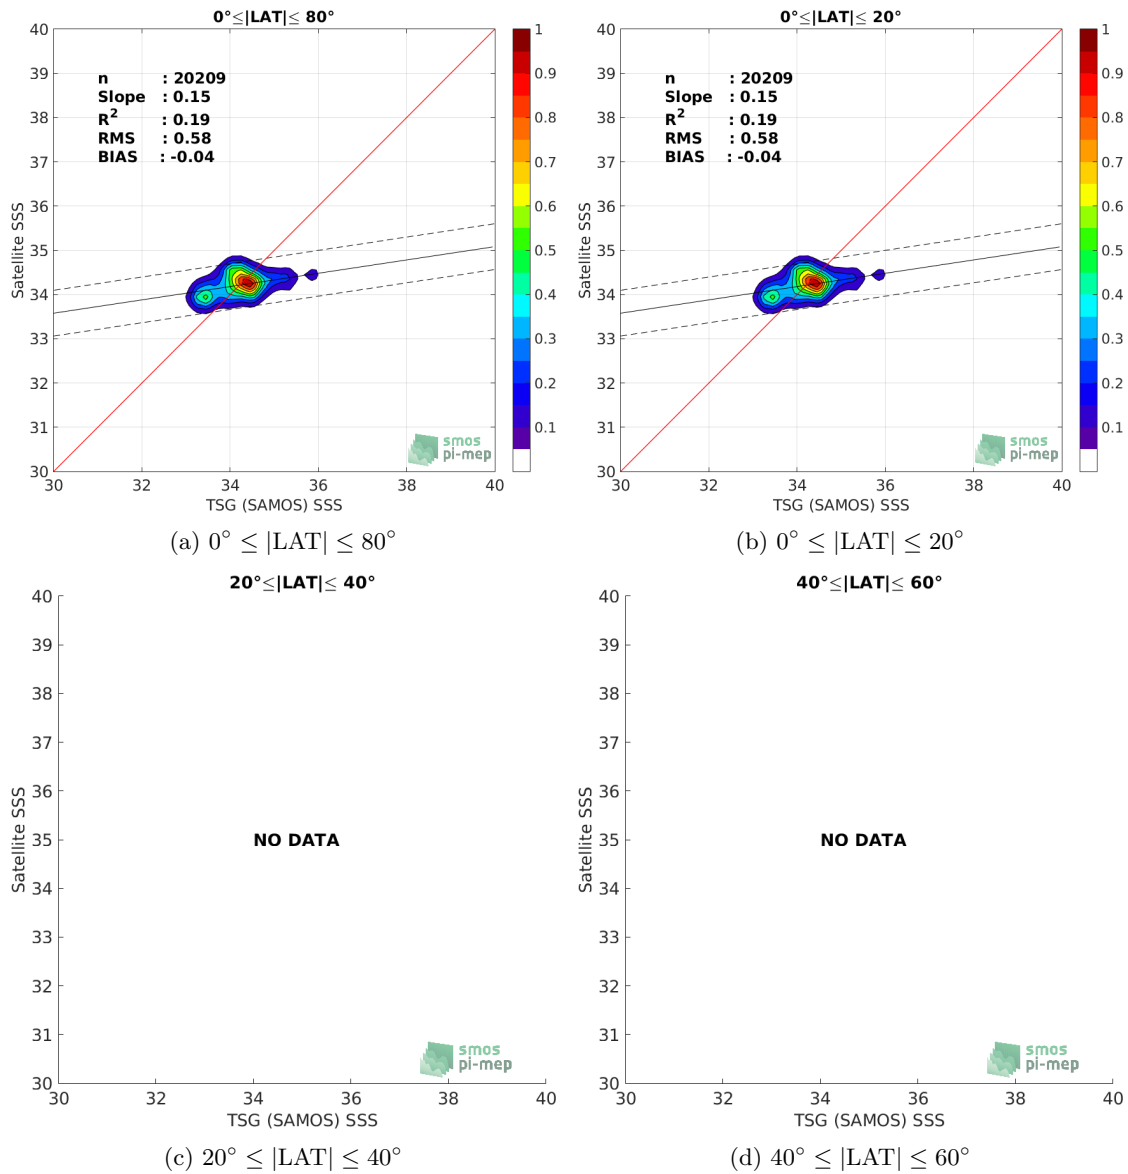 0°≤|LAT|≤ 80°
40
39
38
37
36
35
34
33
32
31
30
Satellite SSS
n : 20209
Slope : 0.15
R2 : 0.19
RMS : 0.58
BIAS : -0.04
smos
pi-mep
30 32 34 36 38 40
TSG (SAMOS) SSS
1
0.9
0.8
0.7
0.6
0.5
0.4
0.3
0.2
0.1
(a) 0° ≤ |LAT| ≤ 80°
0°≤|LAT|≤ 20°
40
39
38
37
36
35
34
33
32
31
30
Satellite SSS
n : 20209
Slope : 0.15
R2 : 0.19
RMS : 0.58
BIAS : -0.04
smos
pi-mep
30 32 34 36 38 40
TSG (SAMOS) SSS
1
0.9
0.8
0.7
0.6
0.5
0.4
0.3
0.2
0.1
(b) 0° ≤ |LAT| ≤ 20°
20°≤|LAT|≤ 40°
40
39
38
37
36
35
34
33
32
31
30
Satellite SSS
NO DATA
smos
pi-mep
30 32 34 36 38 40
TSG (SAMOS) SSS
(c) 20° ≤ |LAT| ≤ 40°
40°≤|LAT|≤ 60°
40
39
38
37
36
35
34
33
32
31
30
Satellite SSS
NO DATA
smos
pi-mep
30 32 34 36 38 40
TSG (SAMOS) SSS
(d) 40° ≤ |LAT| ≤ 60°